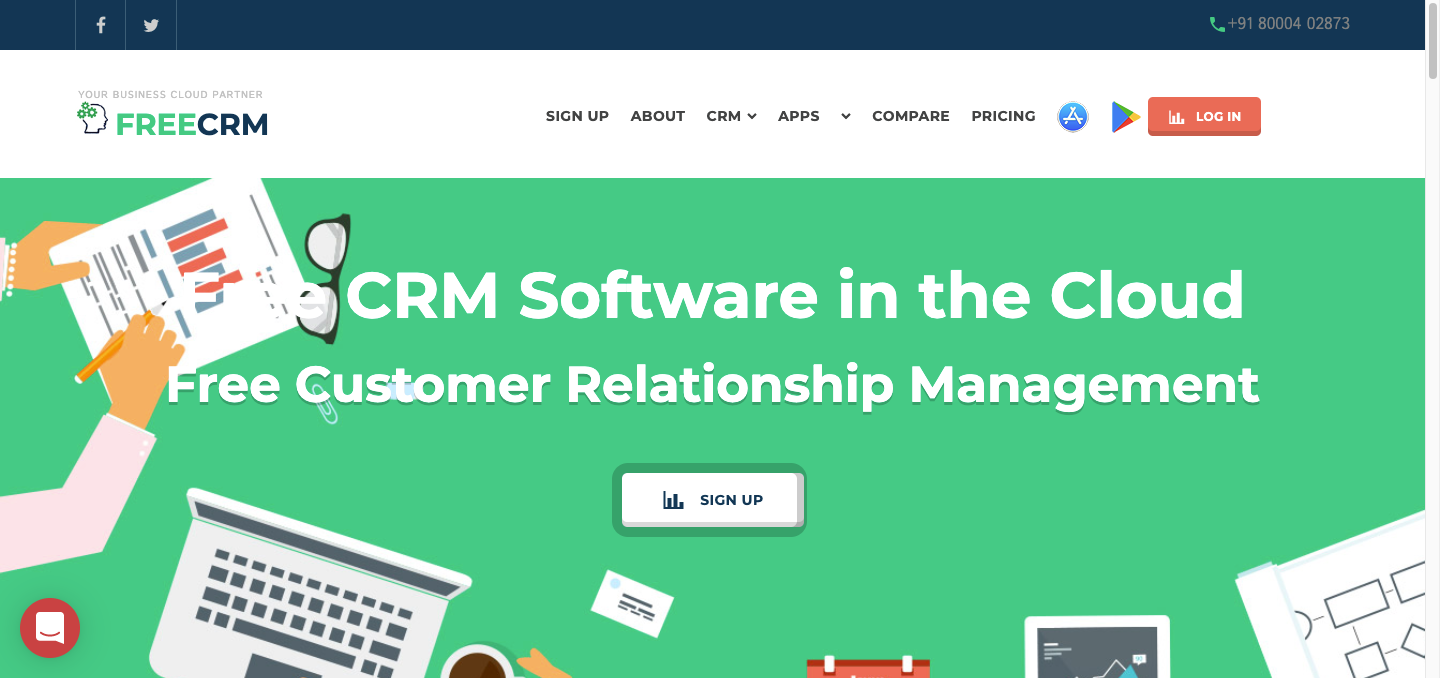 +91 80004 02873
YOUR BUSINESS CLOUD PARTNER
FREECRM
SIGN UP ABOUT CRM APPS COMPARE PRICING LOG IN
Free CRM Software in the Cloud
Free Customer Relationship Management
SIGN UP